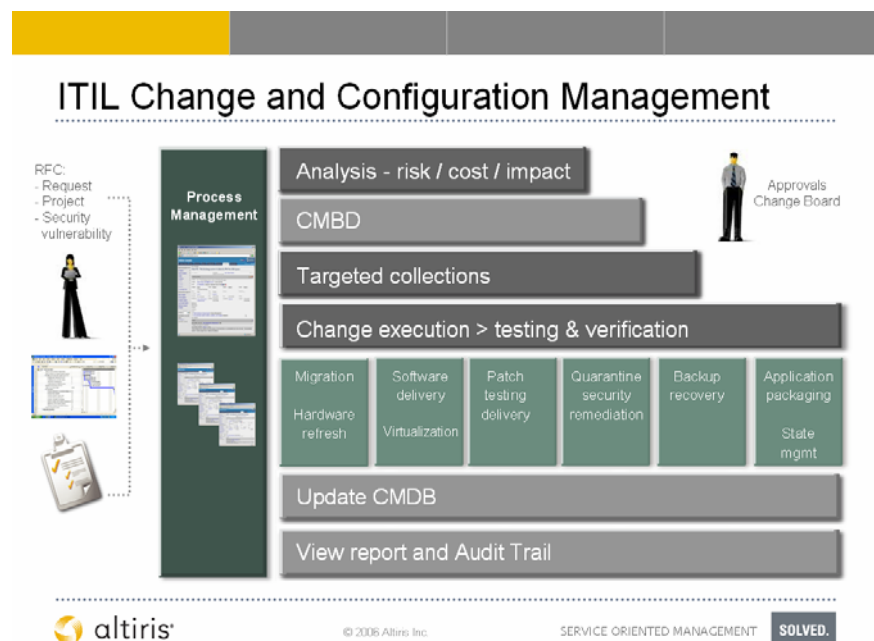 ITIL Change and Configuration Management
RFC:
- Request
- Project
- Security
vulnerability
Process
Management
Analysis - risk / cost / impact
CMBD
Targeted collections
Change execution > testing & verification
Approvals
Change Board
Migration
Hardware
refresh
Software
delivery
Virtualization
Patch
testing
delivery
Quarantine
security
remediation
Backup
recovery
Application
packaging
State
mgmt
Update CMDB
View report and Audit Trail
altiris
© 2006 Altiris Inc.
SERVICE ORIENTED MANAGEMENT
SOLVED.